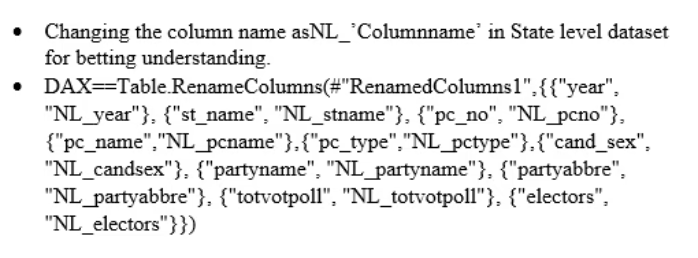 • Changing the column name asNL_'Columnname' in State level dataset
for betting understanding.
• DAX==Table.RenameColumns(#"RenamedColumns1",{{"year",
"NL_year"}, {"st_name", "NL_stname"}, {"pc_no", "NL_pcno"},
{"pc_name","NL_pcname"},{"pc_type","NL_pctype"},{"cand_sex",
"NL_candsex"}, {"partyname", "NL_partyname"}, {"partyabbre",
"NL_partyabbre"}, {"totvotpoll", "NL_totvotpoll"}, {"electors",
"NL_electors"}})